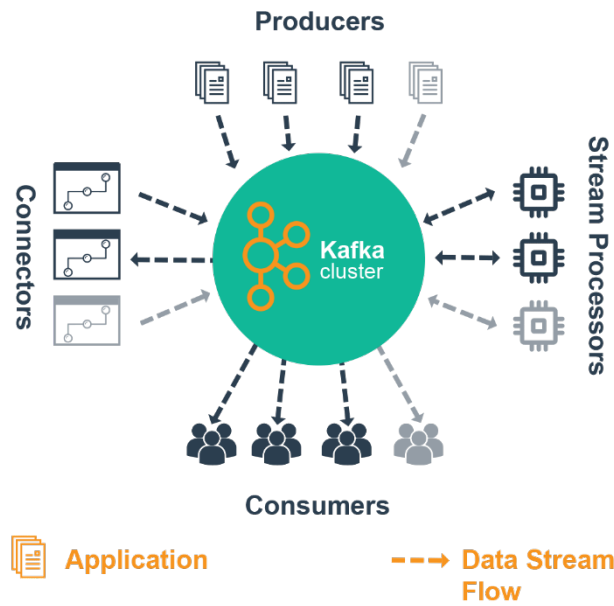 Producers
Connectors
Kafka
cluster
Stream Processors
Consumers
Application
Data Stream
Flow